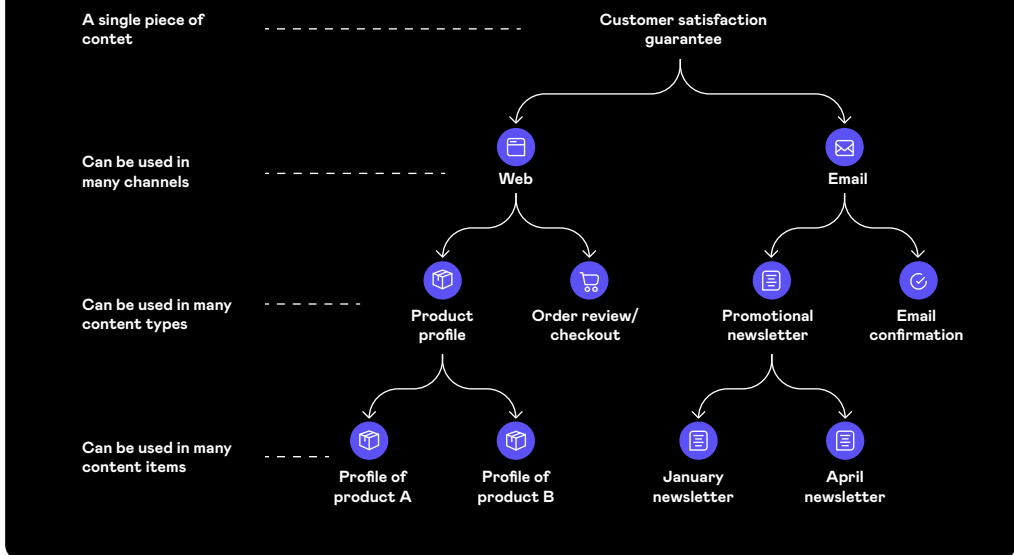 A single piece of
contet
Customer satisfaction
guarantee
Can be used in
many channels
Web
Email
Can be used in many
content types
Product
profile
Order review/
checkout
Promotional
newsletter
Email
confirmation
Can be used in many
content items
Profile of
product A
Profile of
product B
January
newsletter
April
newsletter